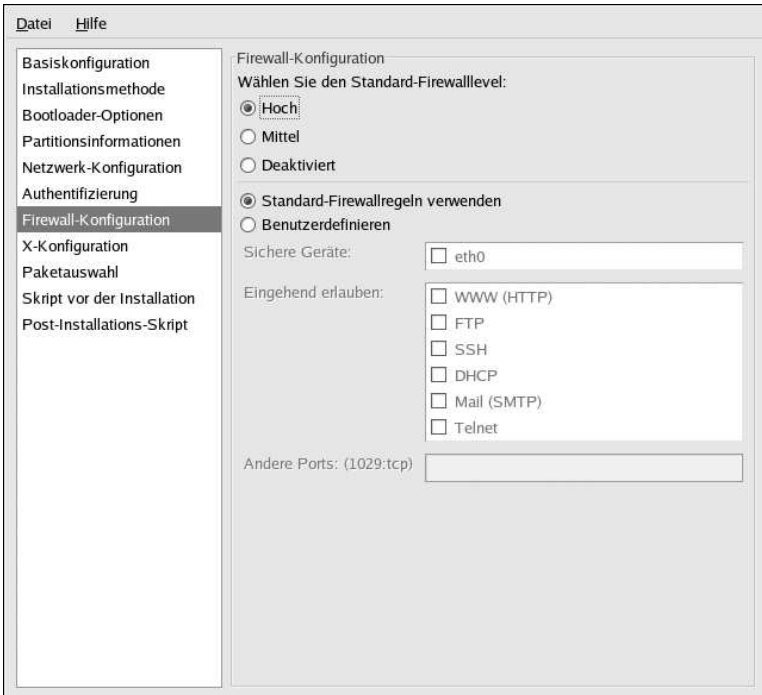 Datei Hilfe
Basiskonfiguration
Installationsmethode
Bootloader-Optionen
Partitionsinformationen
Netzwerk-Konfiguration
Authentifizierung
Firewall-Konfiguration
X-Konfiguration
Paketauswahl
Skript vor der Installation
Post-Installations-Skript
Firewall-Konfiguration
Wählen Sie den Standard-Firewalllevel:
Hoch
Mittel
Deaktiviert
Standard-Firewallregeln verwenden
Benutzerdefinieren
Sichere Geräte: eth0
Eingehend erlauben: WWW (HTTP)
FTP
SSH
DHCP
Mail (SMTP)
Telnet
Andere Ports: (1029:tcp)